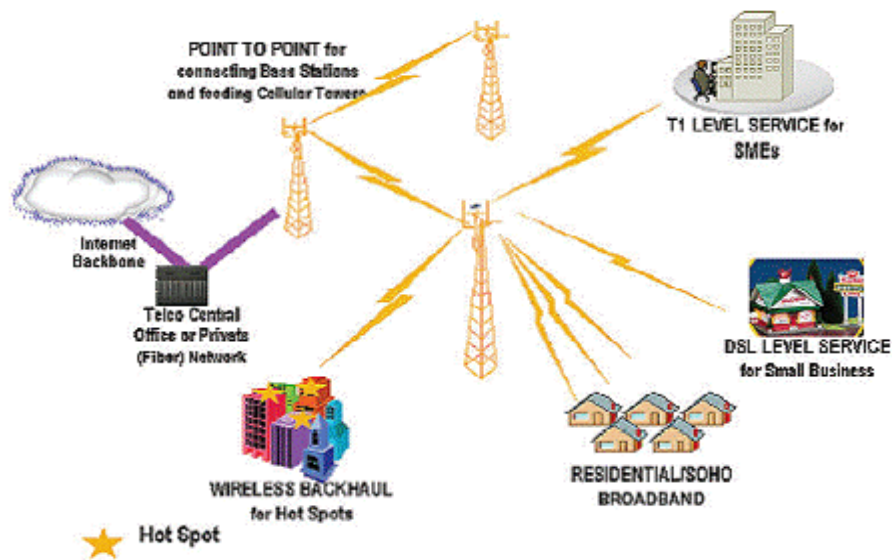 POINT TO POINT for
connecting Base Stations
and feeding Cellular Towers
T1 LEVEL SERVICE for
SMEs
Internet
Backbone
Telco Central
Office or Private
(Fiber) Network
DSL LEVEL SERVICE
for Small Business
WIRELESS BACKHAUL
for Hot Spots
RESIDENTIAL/SOHO
BROADBAND
Hot Spot